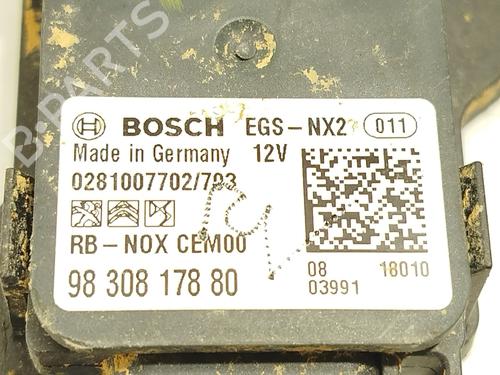 B-PARTS
BOSCH EGS-NX2 011
Made in Germany 12V
0281007702/793
RB-NOX CEM00
98 308 178 80
08 18010
03991